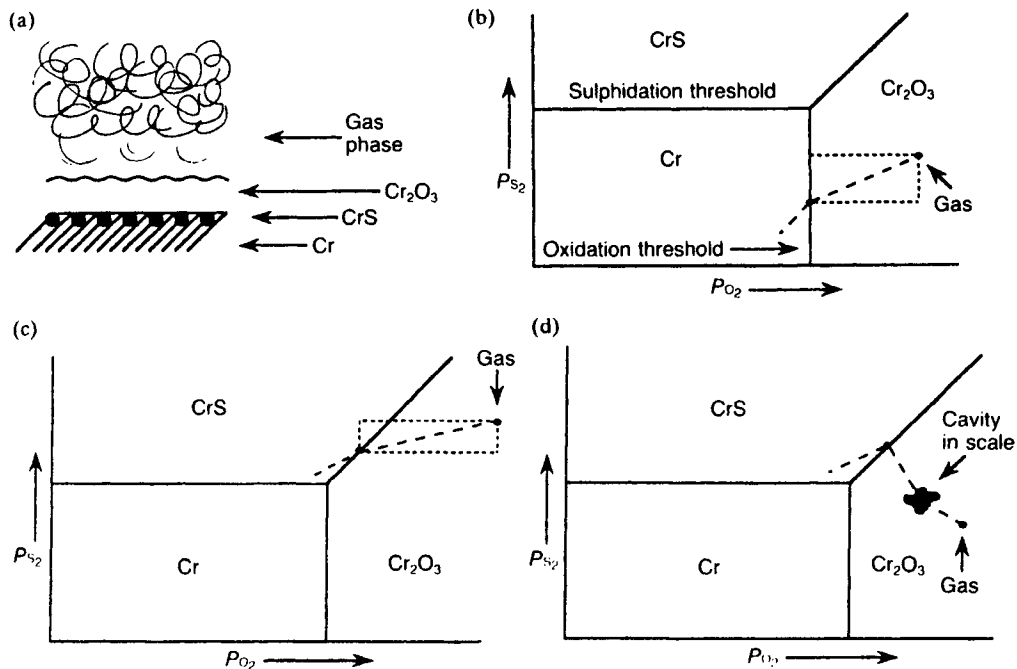 (a)
Gas
phase
Cr₂O₃
CrS
Cr
(b)
CrS
Sulphidation threshold
Cr₂O₃
Cr
PS₂
Gas
Oxidation threshold
PO₂
(c)
Gas
CrS
Cr
Cr₂O₃
PS₂
PO₂
(d)
CrS
Cavity
in scale
PS₂
Cr
Cr₂O₃
Gas
PO₂